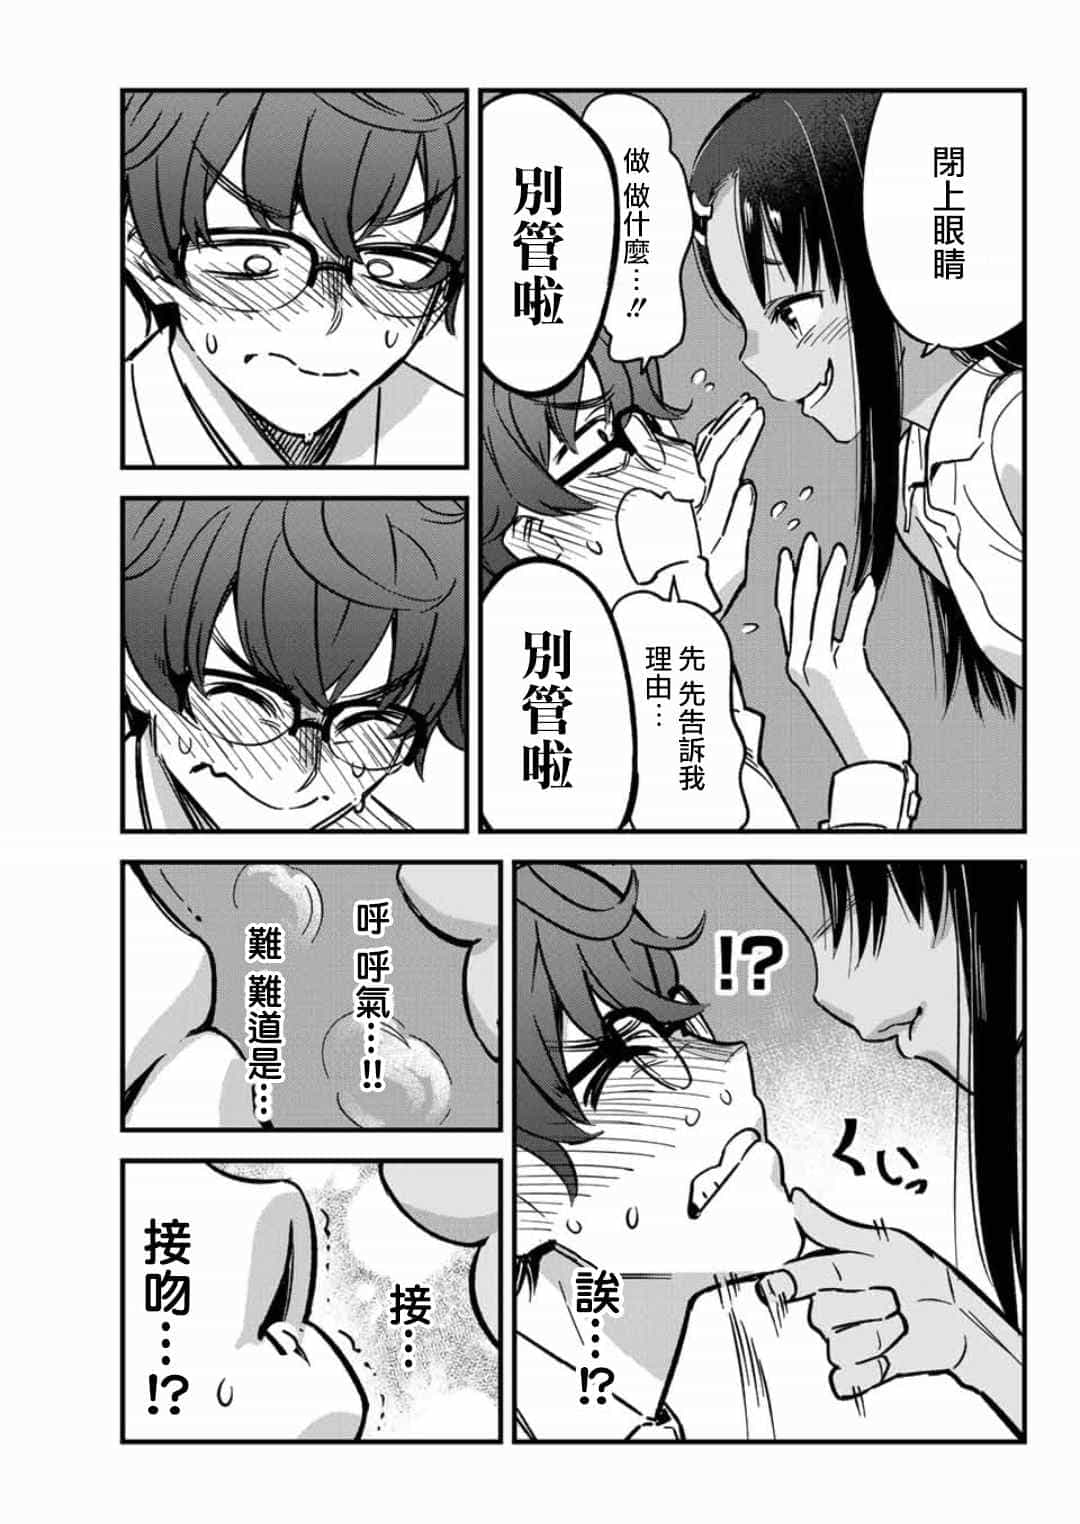 閉上眼睛
做 做什麼…!!
別管啦
先 先告訴我
理由…
別管啦
!?
くいっ
誒…!?
呼 呼氣…!!
難 難道是…
接…
接吻…!?